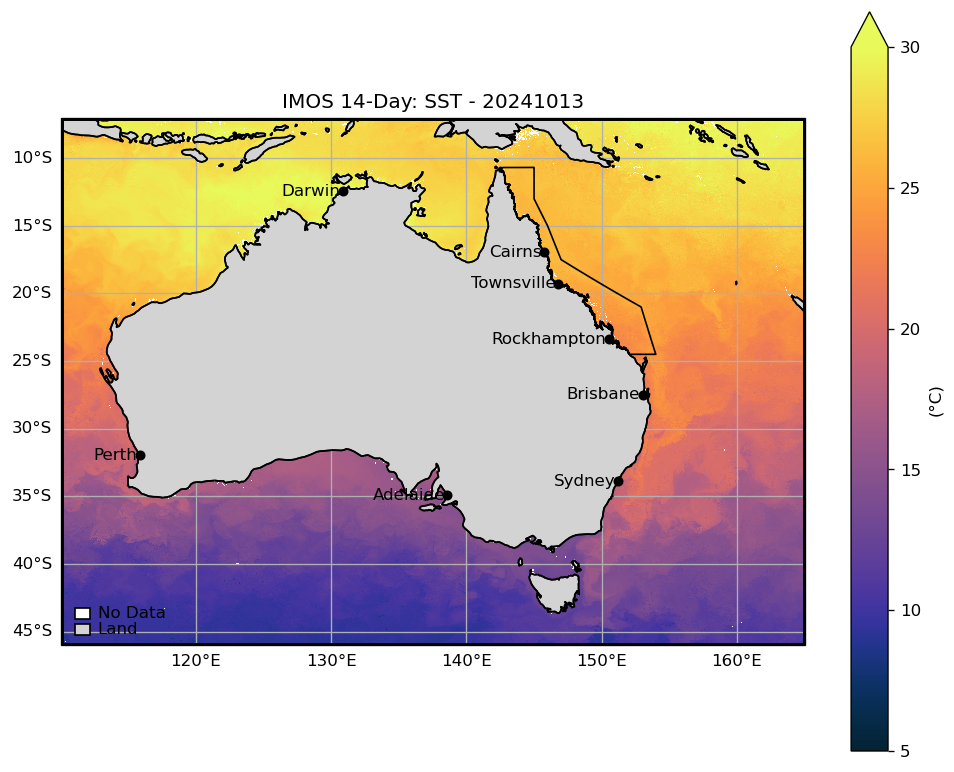 IMOS 14-Day: SST - 20241013
30
10°S
Darwin
25
15°S
Cairns
Townsville
20°S
20
Rockhampton
25°S
Brisbane
(°C)
30°S
Perth
15
Sydney
35°S
Adelaide
40°S
10
No Data
Land
45°S
120°E
130°E
140°E
150°E
160°E
5